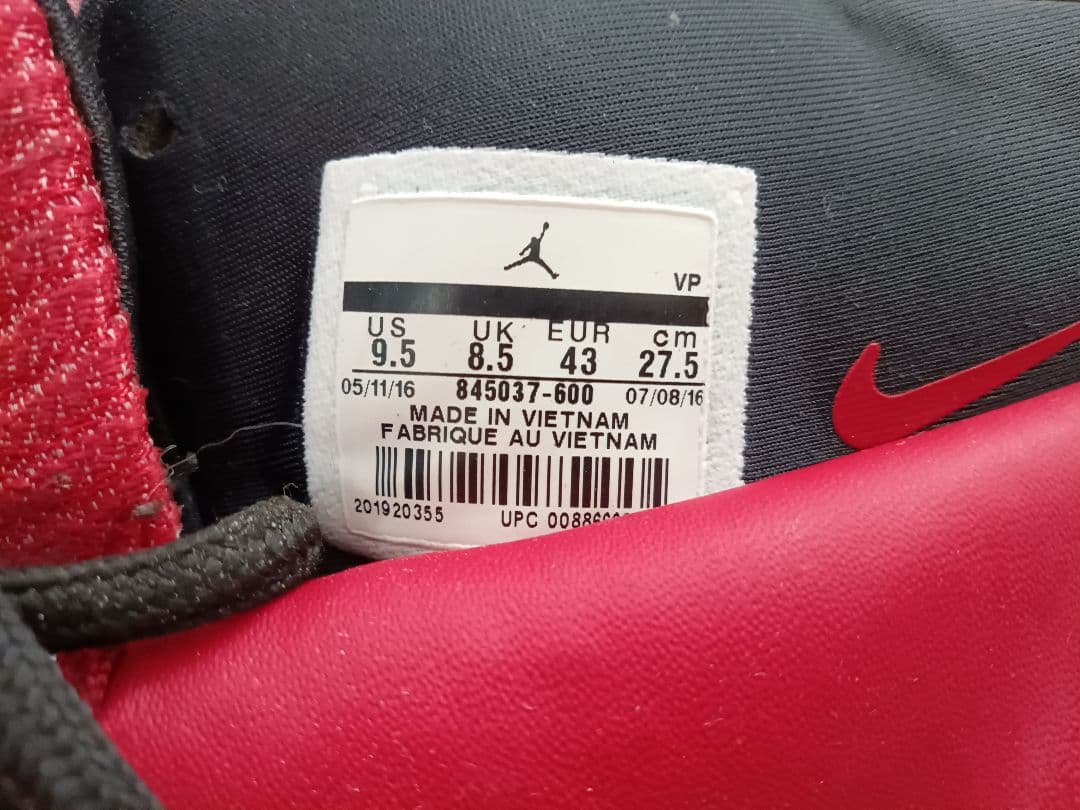 VP
US UK EUR cm
9.5 8.5 43 27.5
05/11/16 845037-600 07/08/16
MADE IN VIETNAM
FABRIQUE AU VIETNAM
201920355 UPC